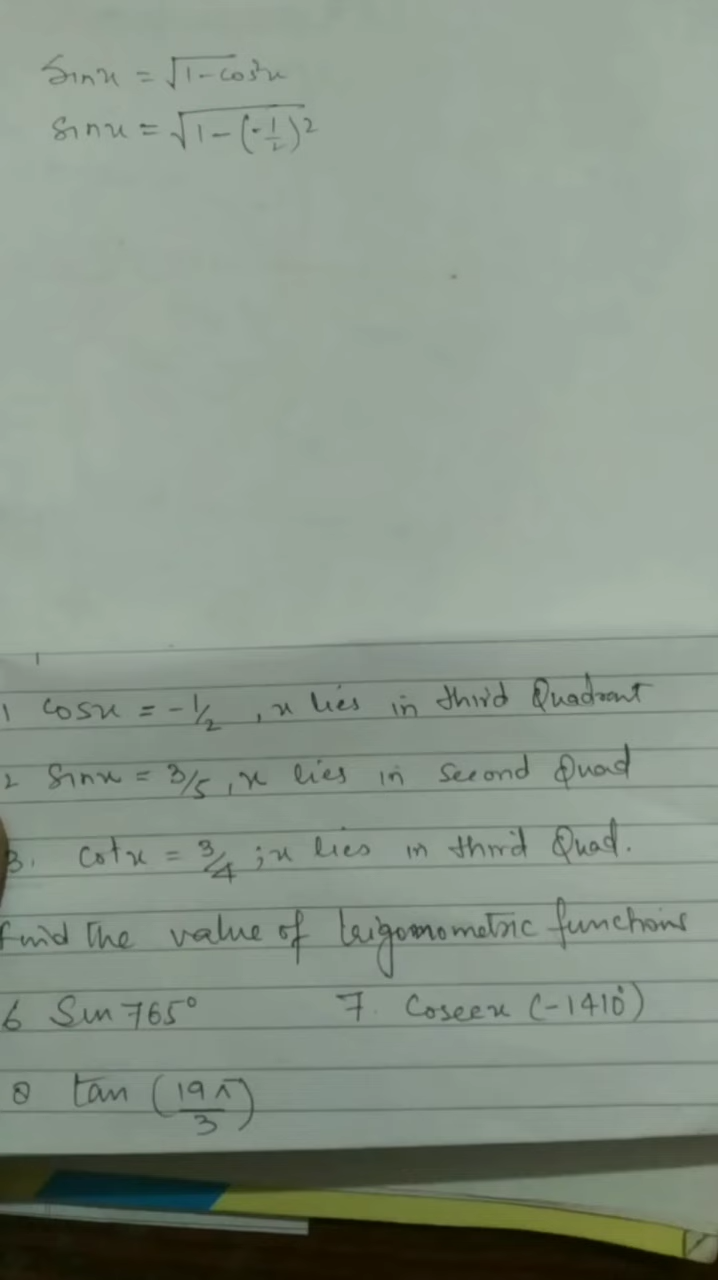 Sinx = √1-cos²x
sinx = √1-(-1/2)²
1 cosx = -1/2 , x lies in third Quadrant
2 Sinx = 3/5 , x lies in second Quad
3. cotx = 3/4 ; x lies in third Quad.
find the value of trigonometric functions
6 Sin 765° 7. Cosecx (-1410°)
8 tan (19π/3)